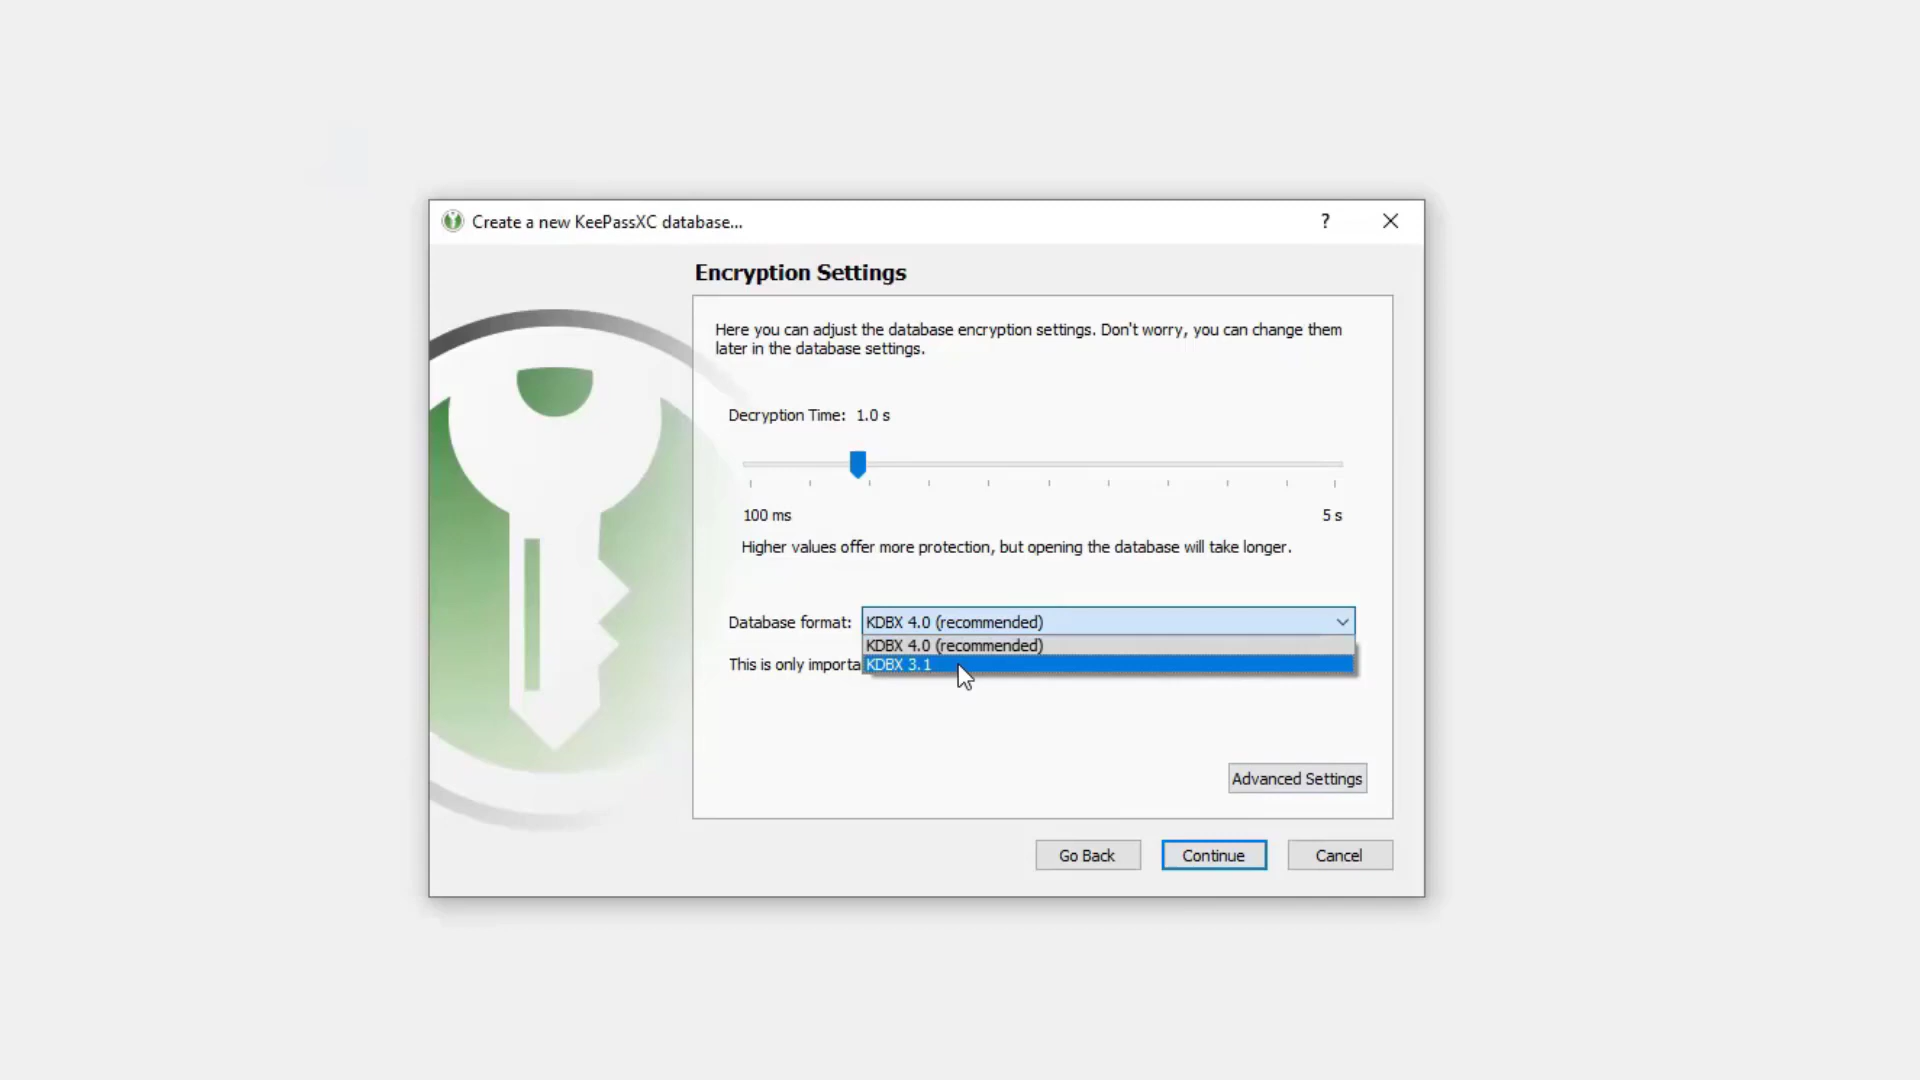 Create a new KeePassXC database...
?
Encryption Settings
Here you can adjust the database encryption settings. Don't worry, you can change them
later in the database settings.
Decryption Time: 1.0 s
100 ms 5 s
Higher values offer more protection, but opening the database will take longer.
Database format: KDBX 4.0 (recommended)
KDBX 4.0 (recommended)
This is only importa KDBX 3.1
Advanced Settings
Go Back Continue Cancel